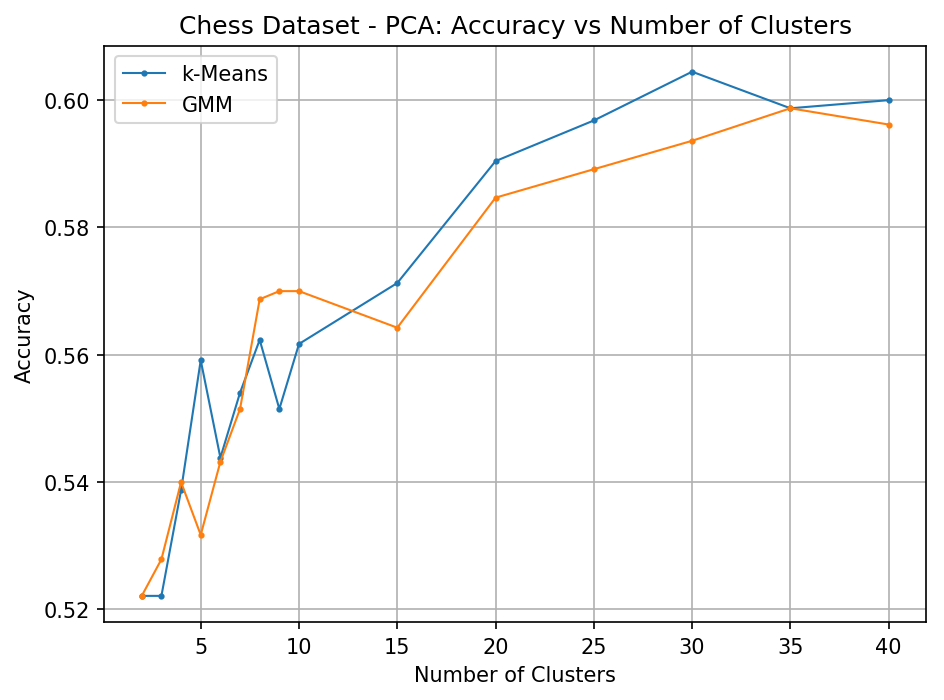 Chess Dataset - PCA: Accuracy vs Number of Clusters
k-Means
GMM
Accuracy
0.60
0.58
0.56
0.54
0.52
5 10 15 20 25 30 35 40
Number of Clusters